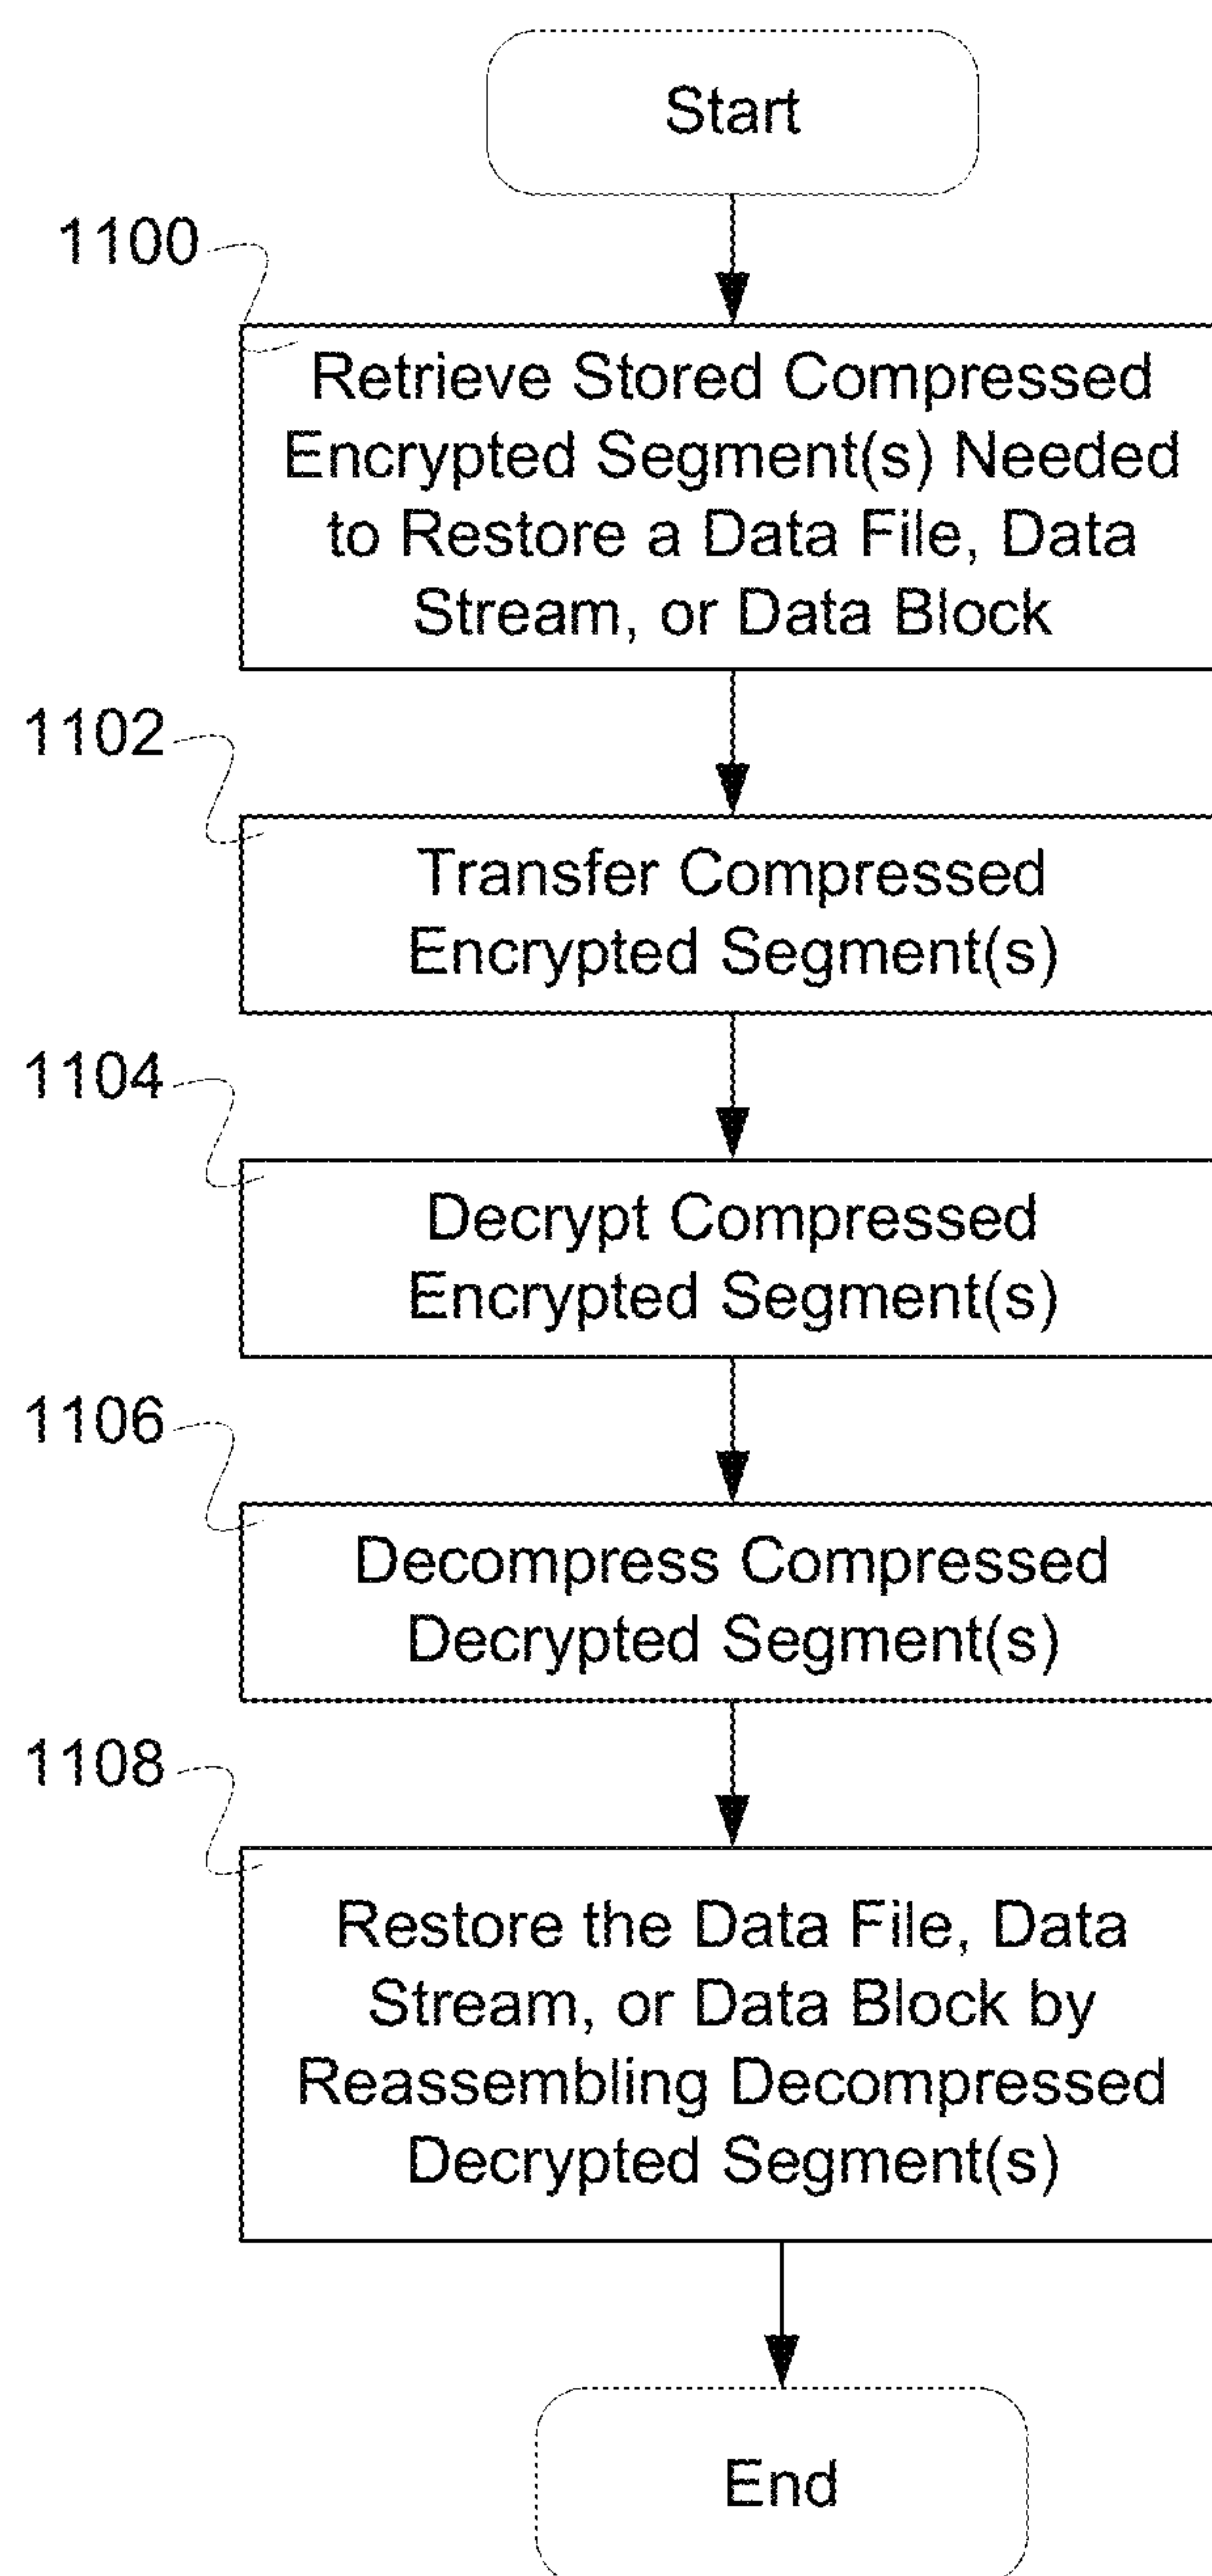 Start
1100
Retrieve Stored Compressed
Encrypted Segment(s) Needed
to Restore a Data File, Data
Stream, or Data Block
1102
Transfer Compressed
Encrypted Segment(s)
1104
Decrypt Compressed
Encrypted Segment(s)
1106
Decompress Compressed
Decrypted Segment(s)
1108
Restore the Data File, Data
Stream, or Data Block by
Reassembling Decompressed
Decrypted Segment(s)
End